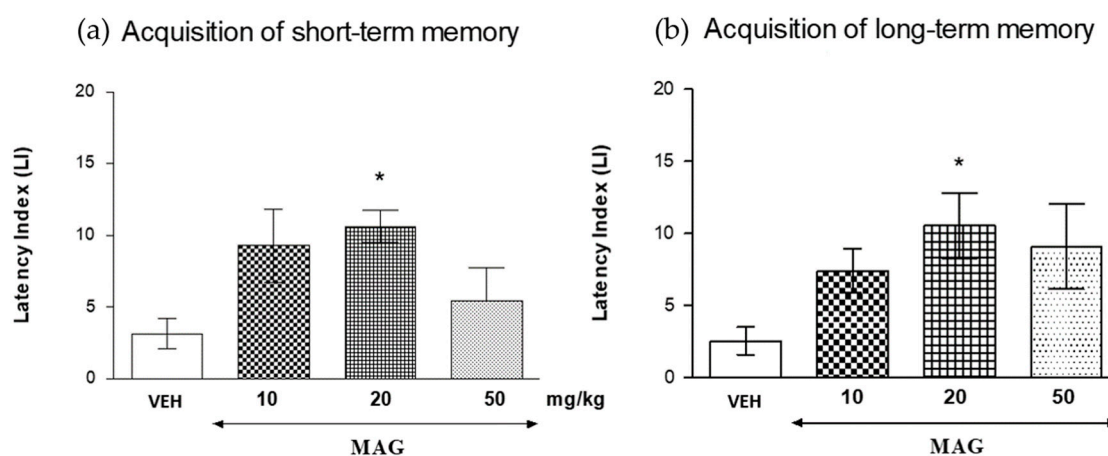 (a) Acquisition of short-term memory
Latency Index (LI)
20
15
10
5
0
*
VEH 10 20 50 mg/kg
MAG
(b) Acquisition of long-term memory
Latency Index (LI)
20
15
10
5
0
*
VEH 10 20 50
MAG